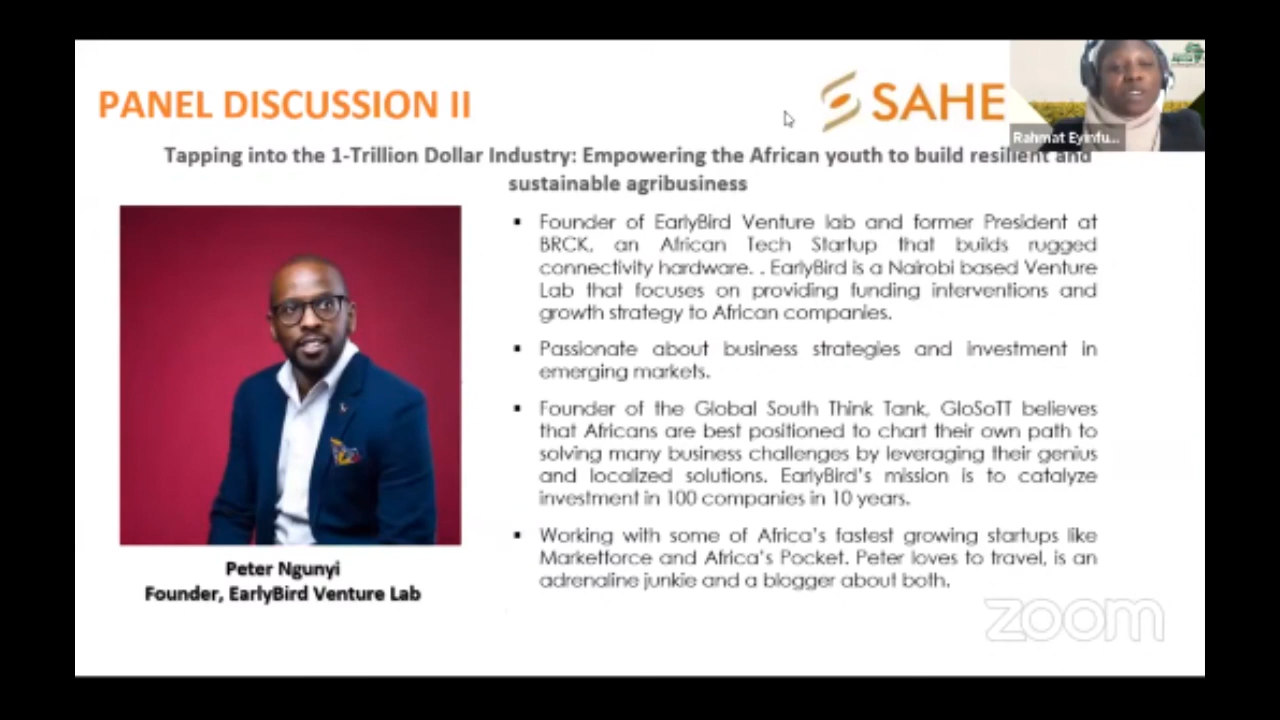 PANEL DISCUSSION II
SAHE
Rahmat Eyinfu...
Tapping into the 1-Trillion Dollar Industry: Empowering the African youth to build resilient and
sustainable agribusiness
▪ Founder of EarlyBird Venture lab and former President at
BRCK, an African Tech Startup that builds rugged
connectivity hardware. . EarlyBird is a Nairobi based Venture
Lab that focuses on providing funding interventions and
growth strategy to African companies.
▪ Passionate about business strategies and investment in
emerging markets.
▪ Founder of the Global South Think Tank, GloSoTT believes
that Africans are best positioned to chart their own path to
solving many business challenges by leveraging their genius
and localized solutions. EarlyBird's mission is to catalyze
investment in 100 companies in 10 years.
▪ Working with some of Africa's fastest growing startups like
Marketforce and Africa's Pocket. Peter loves to travel, is an
adrenaline junkie and a blogger about both.
Peter Ngunyi
Founder, EarlyBird Venture Lab
zoom